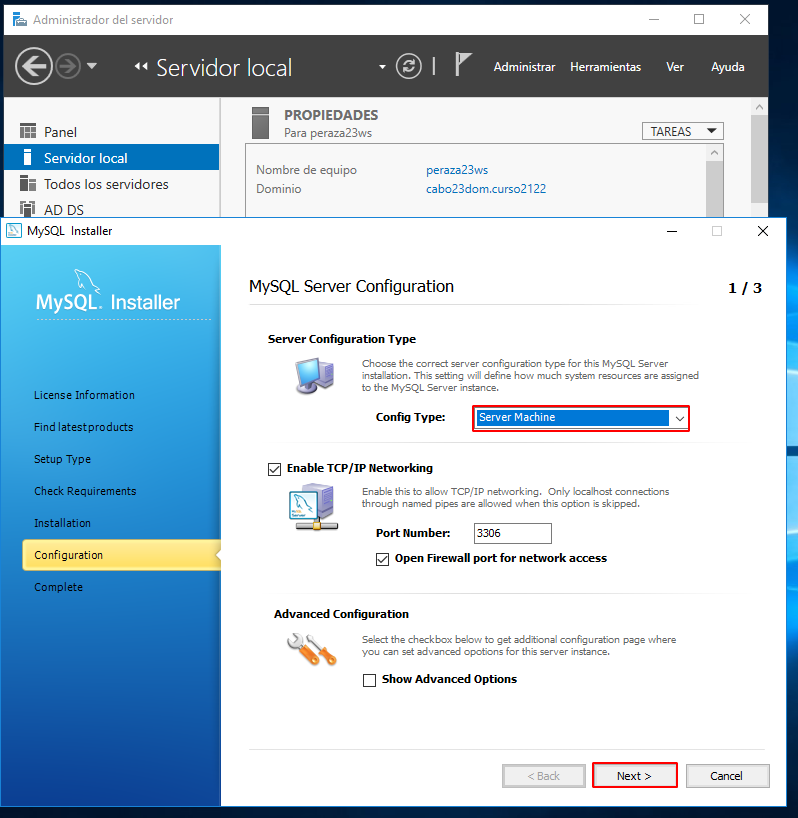 Administrador del servidor
Servidor local
Administrar Herramientas Ver Ayuda
Panel
Servidor local
Todos los servidores
AD DS
PROPIEDADES
Para peraza23ws
TAREAS
Nombre de equipo peraza23ws
Dominio cabo23dom.curso2122
MySQL Installer
MySQL. Installer
License Information
Find latest products
Setup Type
Check Requirements
Installation
Configuration
Complete
MySQL Server Configuration
1 / 3
Server Configuration Type
Choose the correct server configuration type for this MySQL Server
installation. This setting will define how much system resources are assigned
to the MySQL Server instance.
Config Type: Server Machine
Enable TCP/IP Networking
Enable this to allow TCP/IP networking. Only localhost connections
through named pipes are allowed when this option is skipped.
Port Number: 3306
Open Firewall port for network access
Advanced Configuration
Select the checkbox below to get additional configuration page where
you can set advanced opotions for this server instance.
Show Advanced Options
< Back Next > Cancel